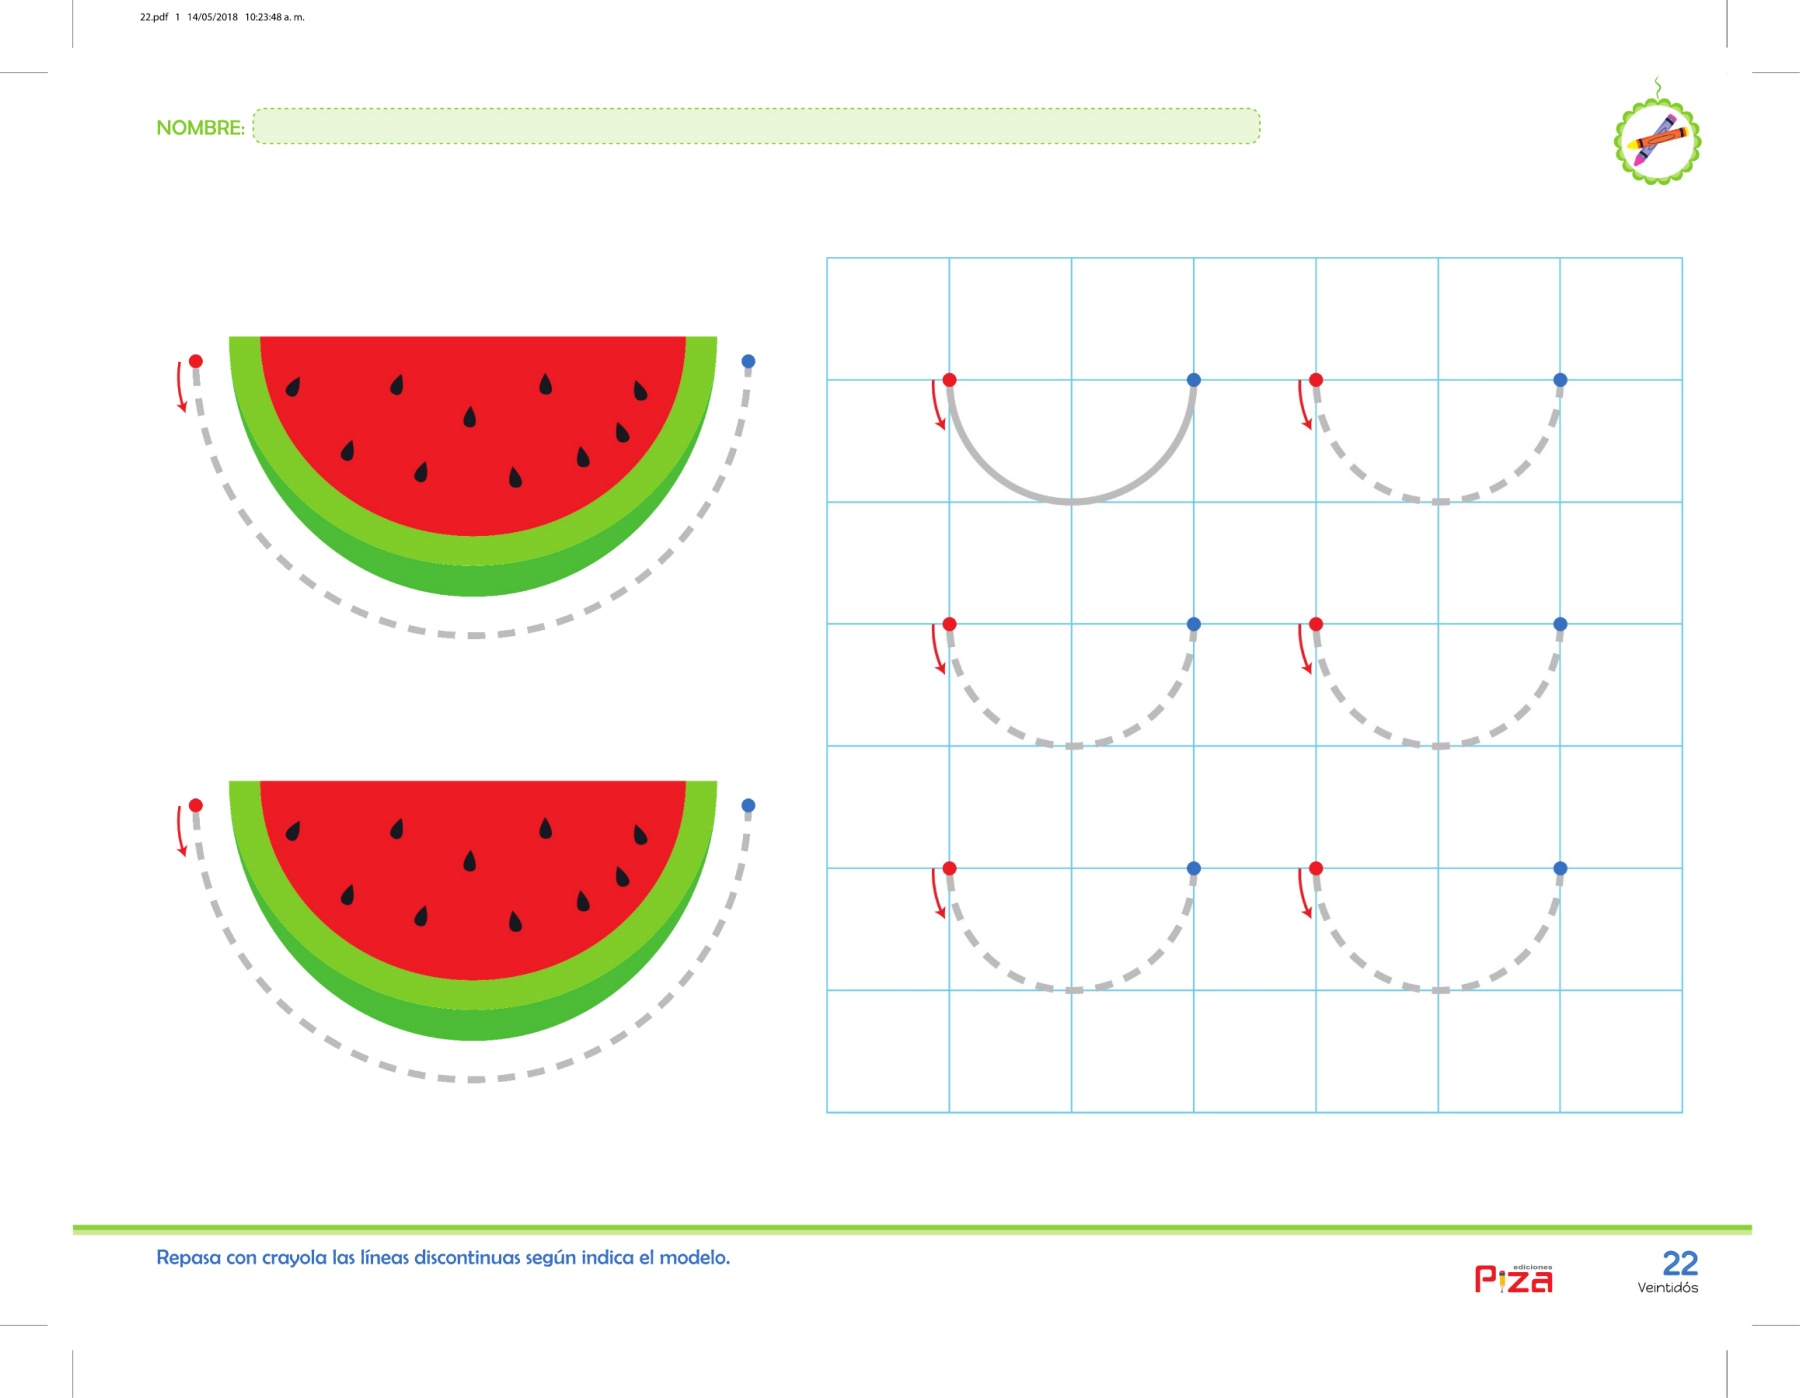 22.pdf 1 14/05/2018 10:23:48 a. m.
NOMBRE:
Repasa con crayola las líneas discontinuas según indica el modelo.
ediciones
Piza
22
Veintidós